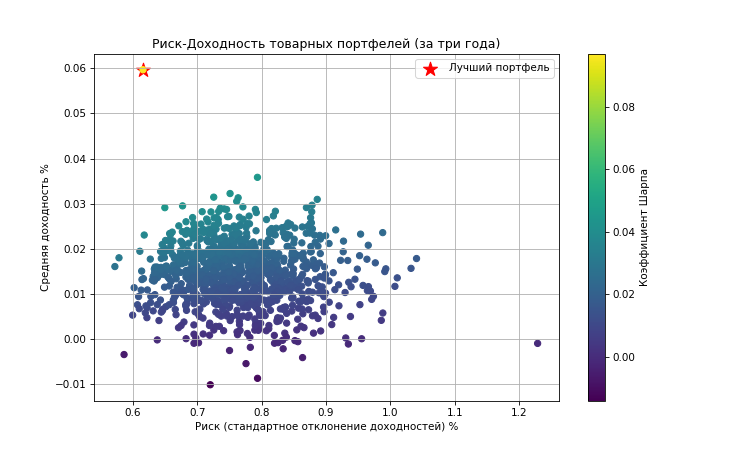 Риск-Доходность товарных портфелей (за три года)
Лучший портфель
Средняя доходность %
0.06
0.05
0.04
0.03
0.02
0.01
0.00
−0.01
0.6 0.7 0.8 0.9 1.0 1.1 1.2
Риск (стандартное отклонение доходностей) %
0.08
0.06
0.04
0.02
0.00
Коэффициент Шарпа